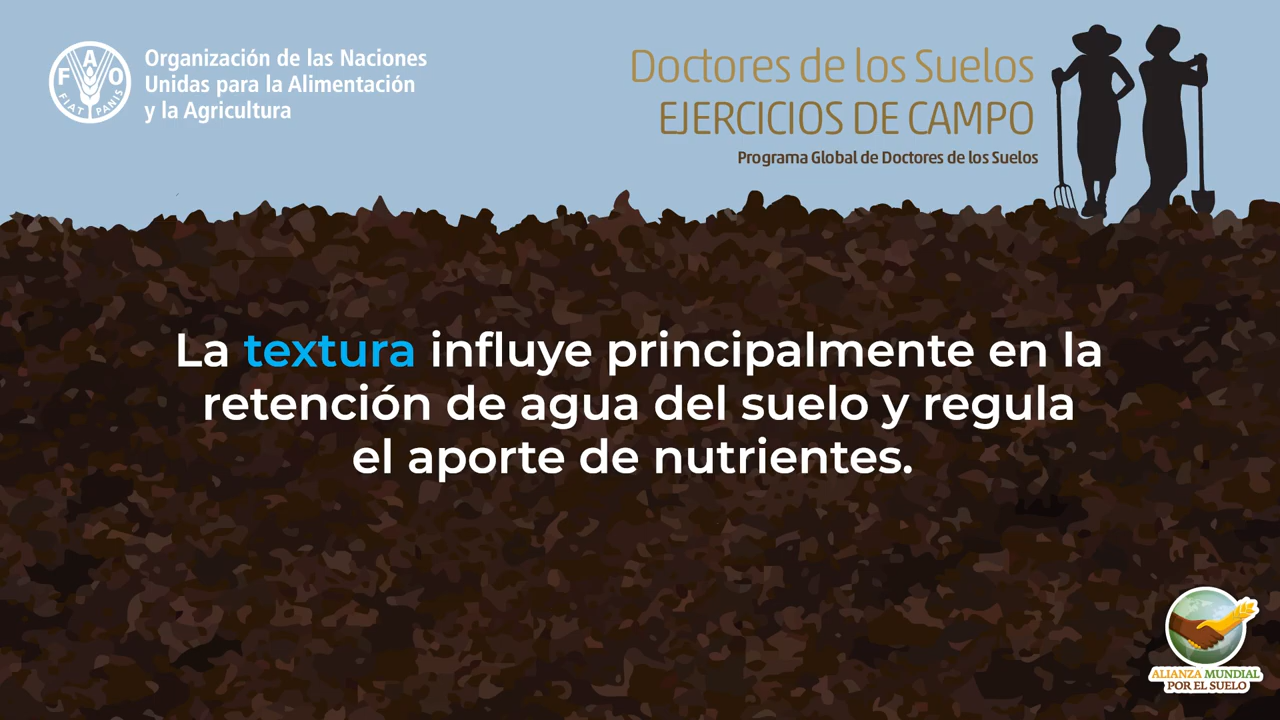 FAO
FIAT PANIS
Organización de las Naciones
Unidas para la Alimentación
y la Agricultura
Doctores de los Suelos
EJERCICIOS DE CAMPO
Programa Global de Doctores de los Suelos
La textura influye principalmente en la
retención de agua del suelo y regula
el aporte de nutrientes.
ALIANZA MUNDIAL
POR EL SUELO